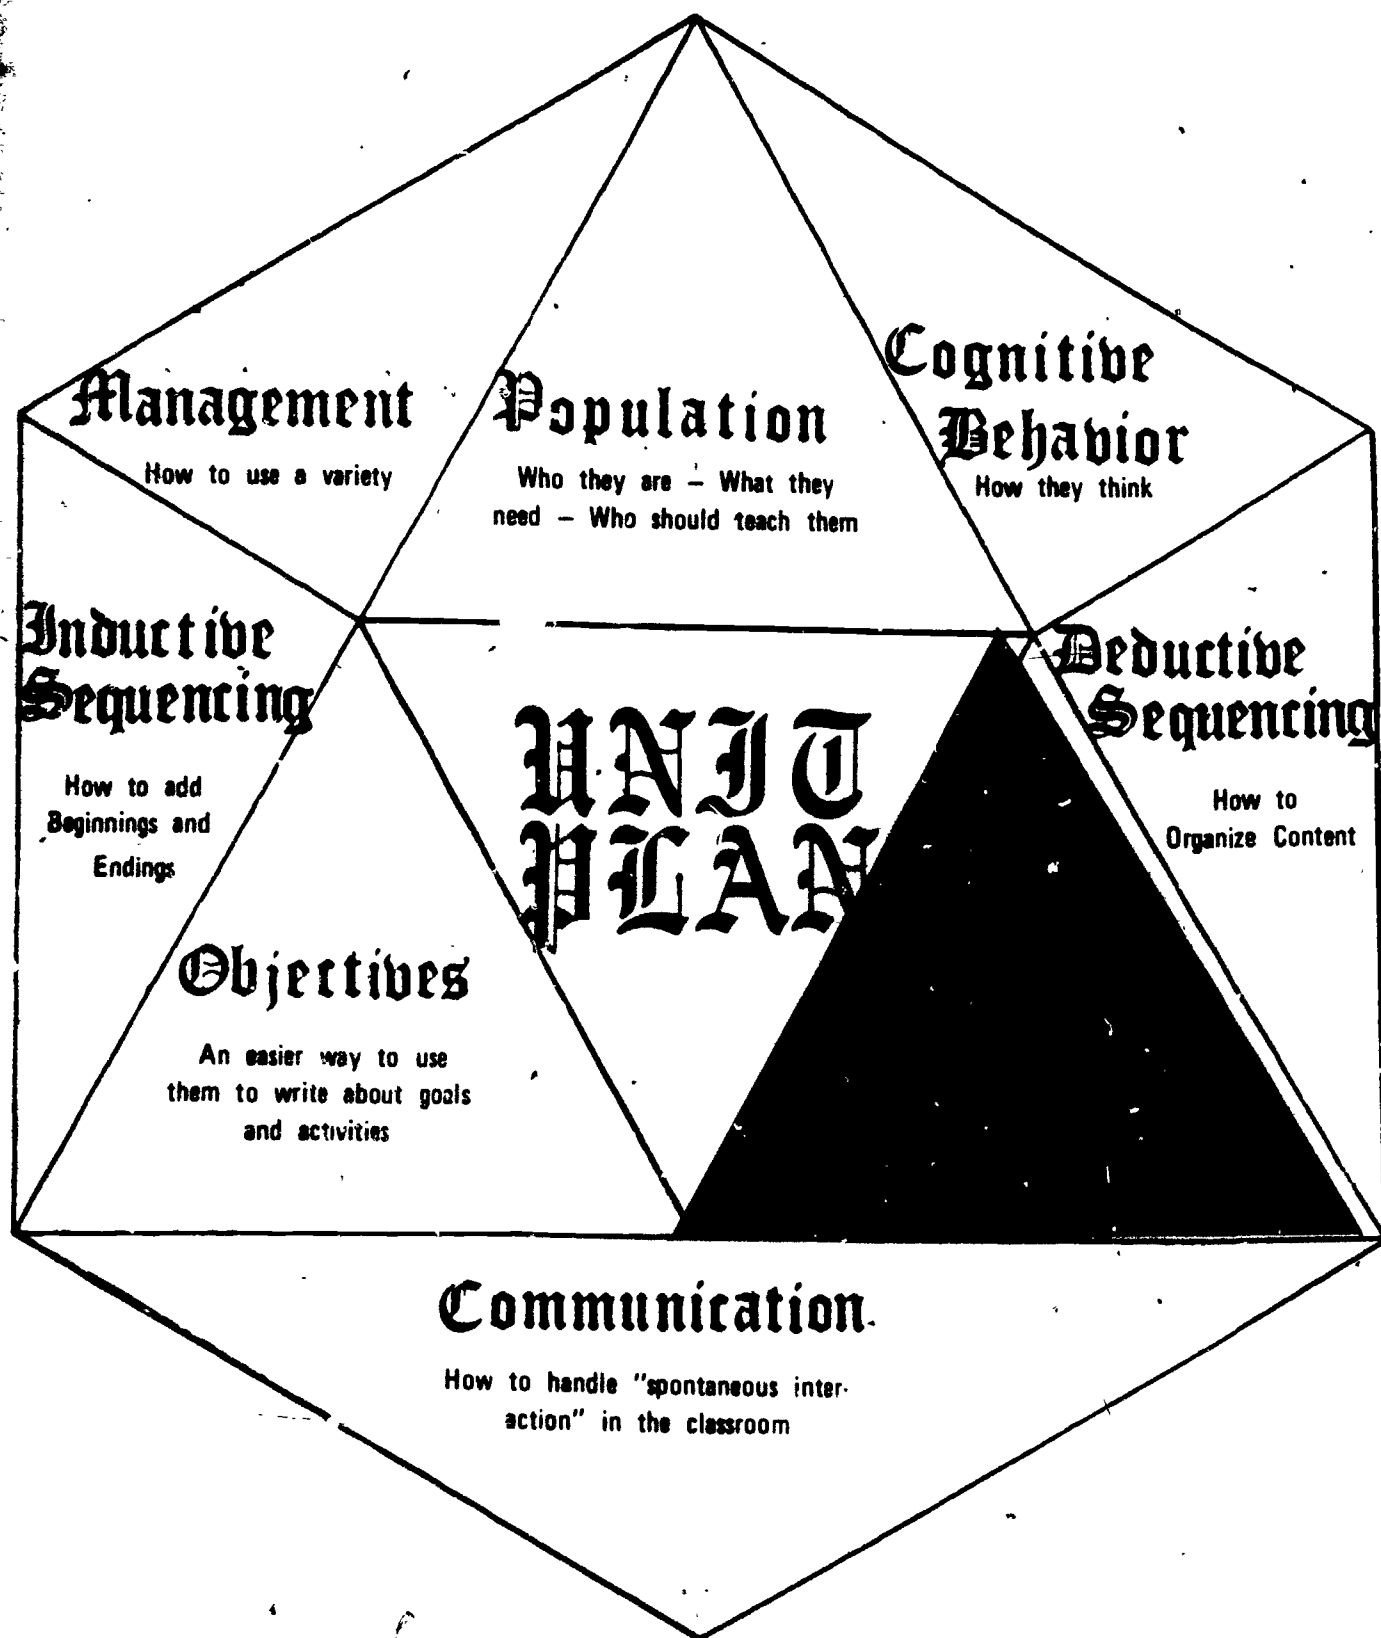 Management
How to use a variety
Population
Who they are – What they
need – Who should teach them
Cognitive
Behavior
How they think
Inductive
Sequencing
How to add
Beginnings and
Endings
UNIT
PLAN
Deductive
Sequencing
How to
Organize Content
Objectives
An easier way to use
them to write about goals
and activities
Communication
How to handle "spontaneous inter-
action" in the classroom